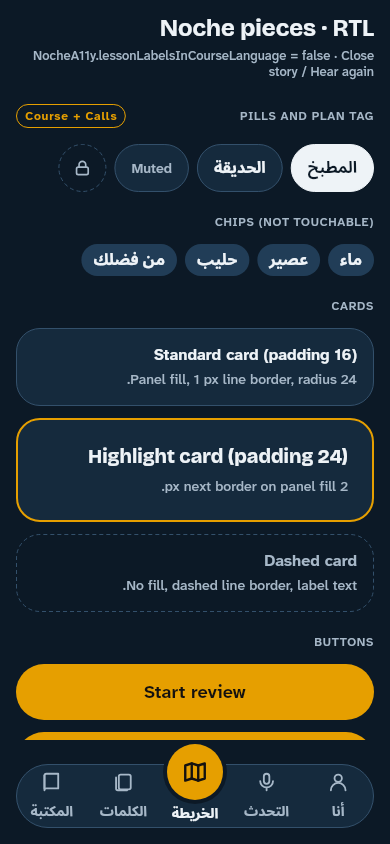 Noche pieces · RTL
NocheA11y.lessonLabelsInCourseLanguage = false · Close
story / Hear again
PILLS AND PLAN TAG
Course + Calls
المطبخ
الحديقة
Muted
CHIPS (NOT TOUCHABLE)
ماء
عصير
حليب
من فضلك
CARDS
Standard card (padding 16)
.Panel fill, 1 px line border, radius 24
Highlight card (padding 24)
.px next border on panel fill 2
Dashed card
.No fill, dashed line border, label text
BUTTONS
Start review
أنا
التحدث
الخريطة
الكلمات
المكتبة